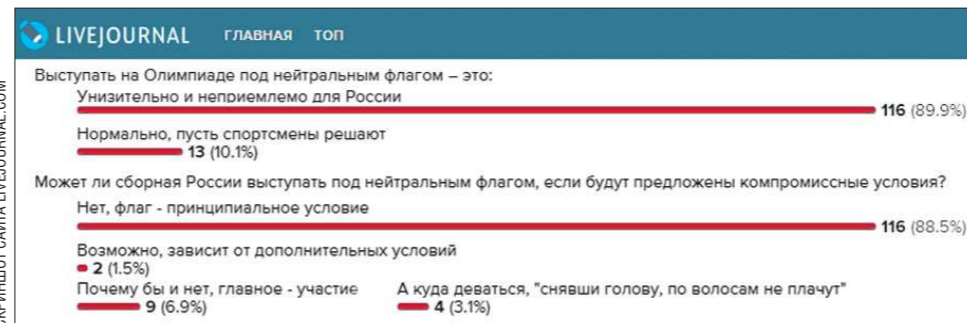 LIVEJOURNAL ГЛАВНАЯ ТОП
Выступать на Олимпиаде под нейтральным флагом – это:
Унизительно и неприемлемо для России
116 (89.9%)
Нормально, пусть спортсмены решают
13 (10.1%)
Может ли сборная России выступать под нейтральным флагом, если будут предложены компромиссные условия?
Нет, флаг - принципиальное условие
116 (88.5%)
Возможно, зависит от дополнительных условий
2 (1.5%)
Почему бы и нет, главное - участие
9 (6.9%)
А куда деваться, "снявши голову, по волосам не плачут"
4 (3.1%)
СКРИНШОТ САЙТА LIVEJOURNAL.COM